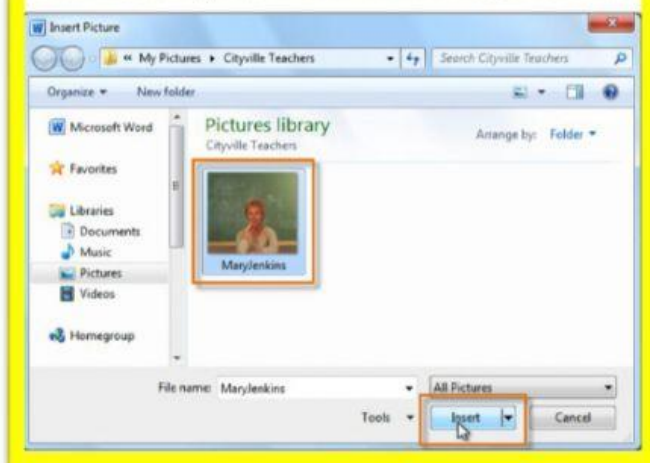 Insert Picture
« My Pictures ▸ Cityville Teachers
Search Cityville Teachers
Organize
New folder
Microsoft Word
Favorites
Libraries
Documents
Music
Pictures
Videos
Homegroup
Pictures library
Cityville Teachers
Arrange by: Folder
MaryJenkins
File name: MaryJenkins
All Pictures
Tools
Insert
Cancel